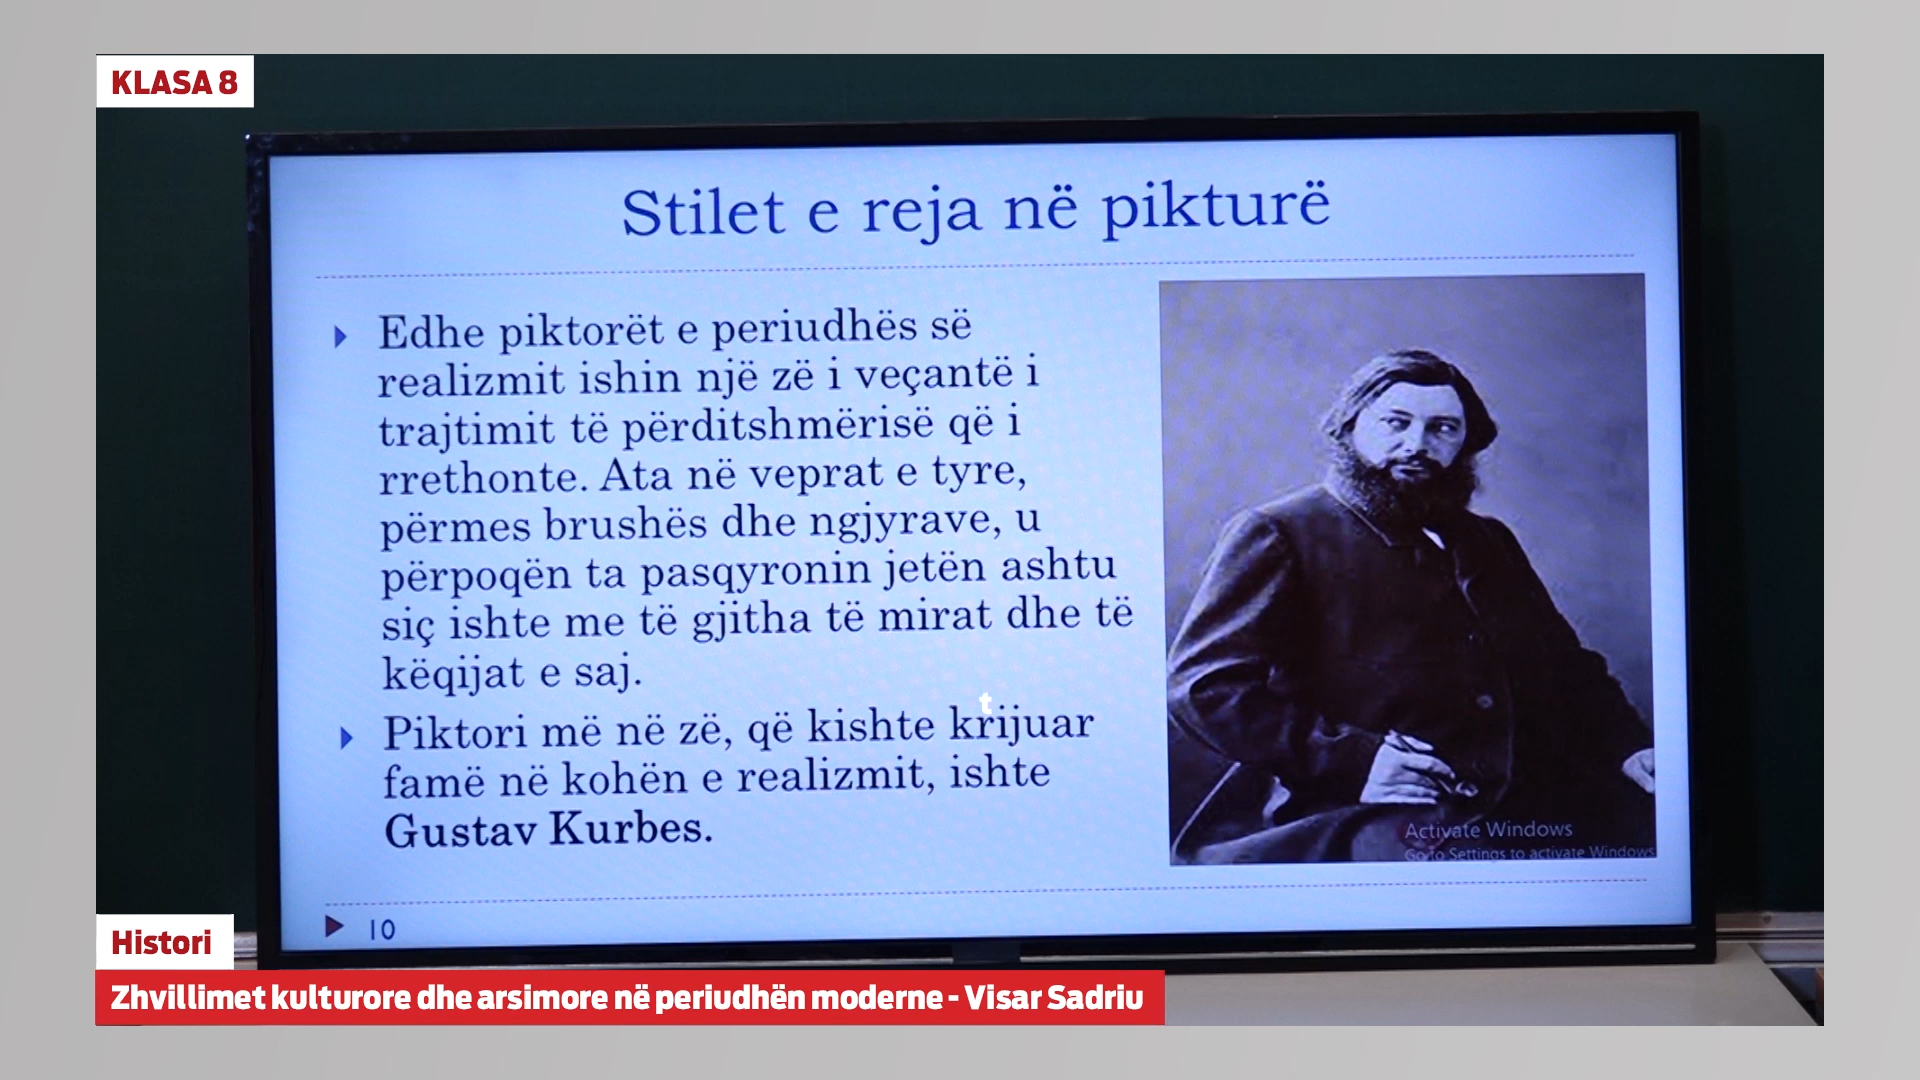 KLASA 8
Stilet e reja në pikturë
Edhe piktorët e periudhës së
realizmit ishin një zë i veçantë i
trajtimit të përditshmërisë që i
rrethonte. Ata në veprat e tyre,
përmes brushës dhe ngjyrave, u
përpoqën ta pasqyronin jetën ashtu
siç ishte me të gjitha të mirat dhe të
këqijat e saj.
t
Piktori më në zë, që kishte krijuar
famë në kohën e realizmit, ishte
Gustav Kurbes.
Activate Windows
Go to Settings to activate Windows
10
Histori
Zhvillimet kulturore dhe arsimore në periudhën moderne - Visar Sadriu